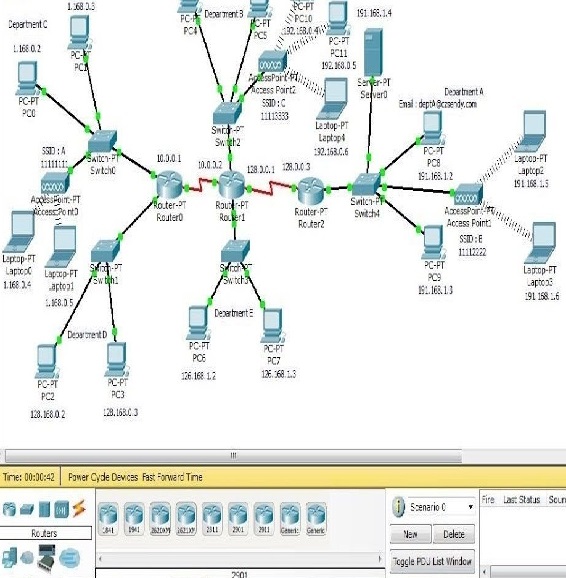 Department C
1.168.0.3
PC-PT
PC1
1.168.0.2
PC-PT
PC0
Department B
PC4
PC5
PC10
192.168.0.4
PC-PT
PC11
192.168.0.5
191.168.1.4
Server-PT
Server0
AccessPoint-PT
Access Point2
SSID : C
11113333
Laptop-PT
Laptop4
192.168.0.6
Switch-PT
Switch2
Department A
Email : deptA@czsendy.com
PC-PT
PC8
191.168.1.2
Laptop-PT
Laptop2
191.168.1.5
SSID : A
11111111
Switch-PT
Switch0
AccessPoint-PT
Access Point0
10.0.0.1
Router-PT
Router0
10.0.0.2
Router-PT
Router1
128.0.0.1
128.0.0.3
Router-PT
Router2
Switch-PT
Switch4
AccessPoint-PT
Access Point1
SSID : B
11112222
Laptop-PT
Laptop0
1.168.0.4
Laptop-PT
Laptop1
1.168.0.5
Switch-PT
Switch1
Switch-PT
PC-PT
PC9
191.168.1.3
Laptop-PT
Laptop3
191.168.1.6
Department E
PC-PT
PC6
126.168.1.2
PC-PT
PC7
126.168.1.3
Department D
PC-PT
PC2
128.168.0.2
PC-PT
PC3
128.168.0.3
Time: 00:00:42 Power Cycle Devices Fast Forward Time
Routers
1841 1941 2620XM 2621XM 2811 2901 2911 Generic Generic
2901
Scenario 0
New Delete
Toggle PDU List Window
Fire Last Status